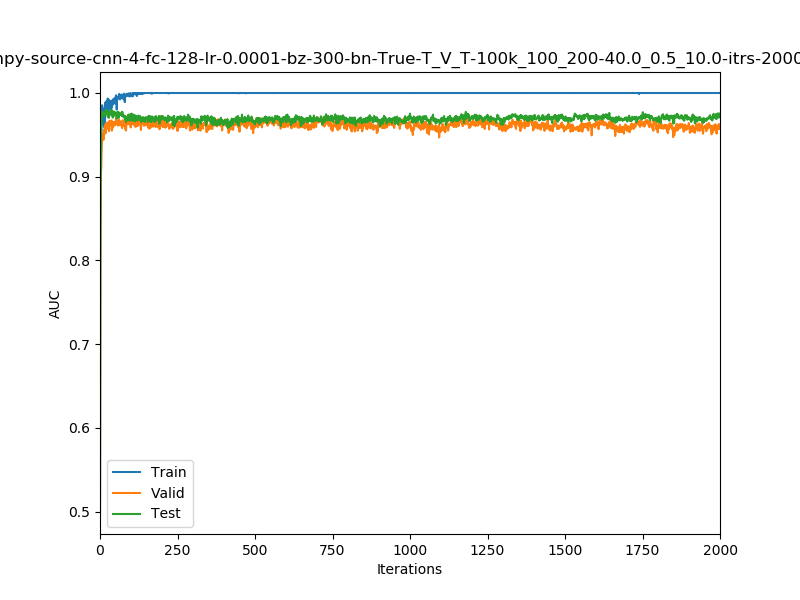 npy-source-cnn-4-fc-128-lr-0.0001-bz-300-bn-True-T_V_T-100k_100_200-40.0_0.5_10.0-itrs-2000
1.0
0.9
0.8
0.7
0.6
0.5
AUC
Train
Valid
Test
0 250 500 750 1000 1250 1500 1750 2000
Iterations